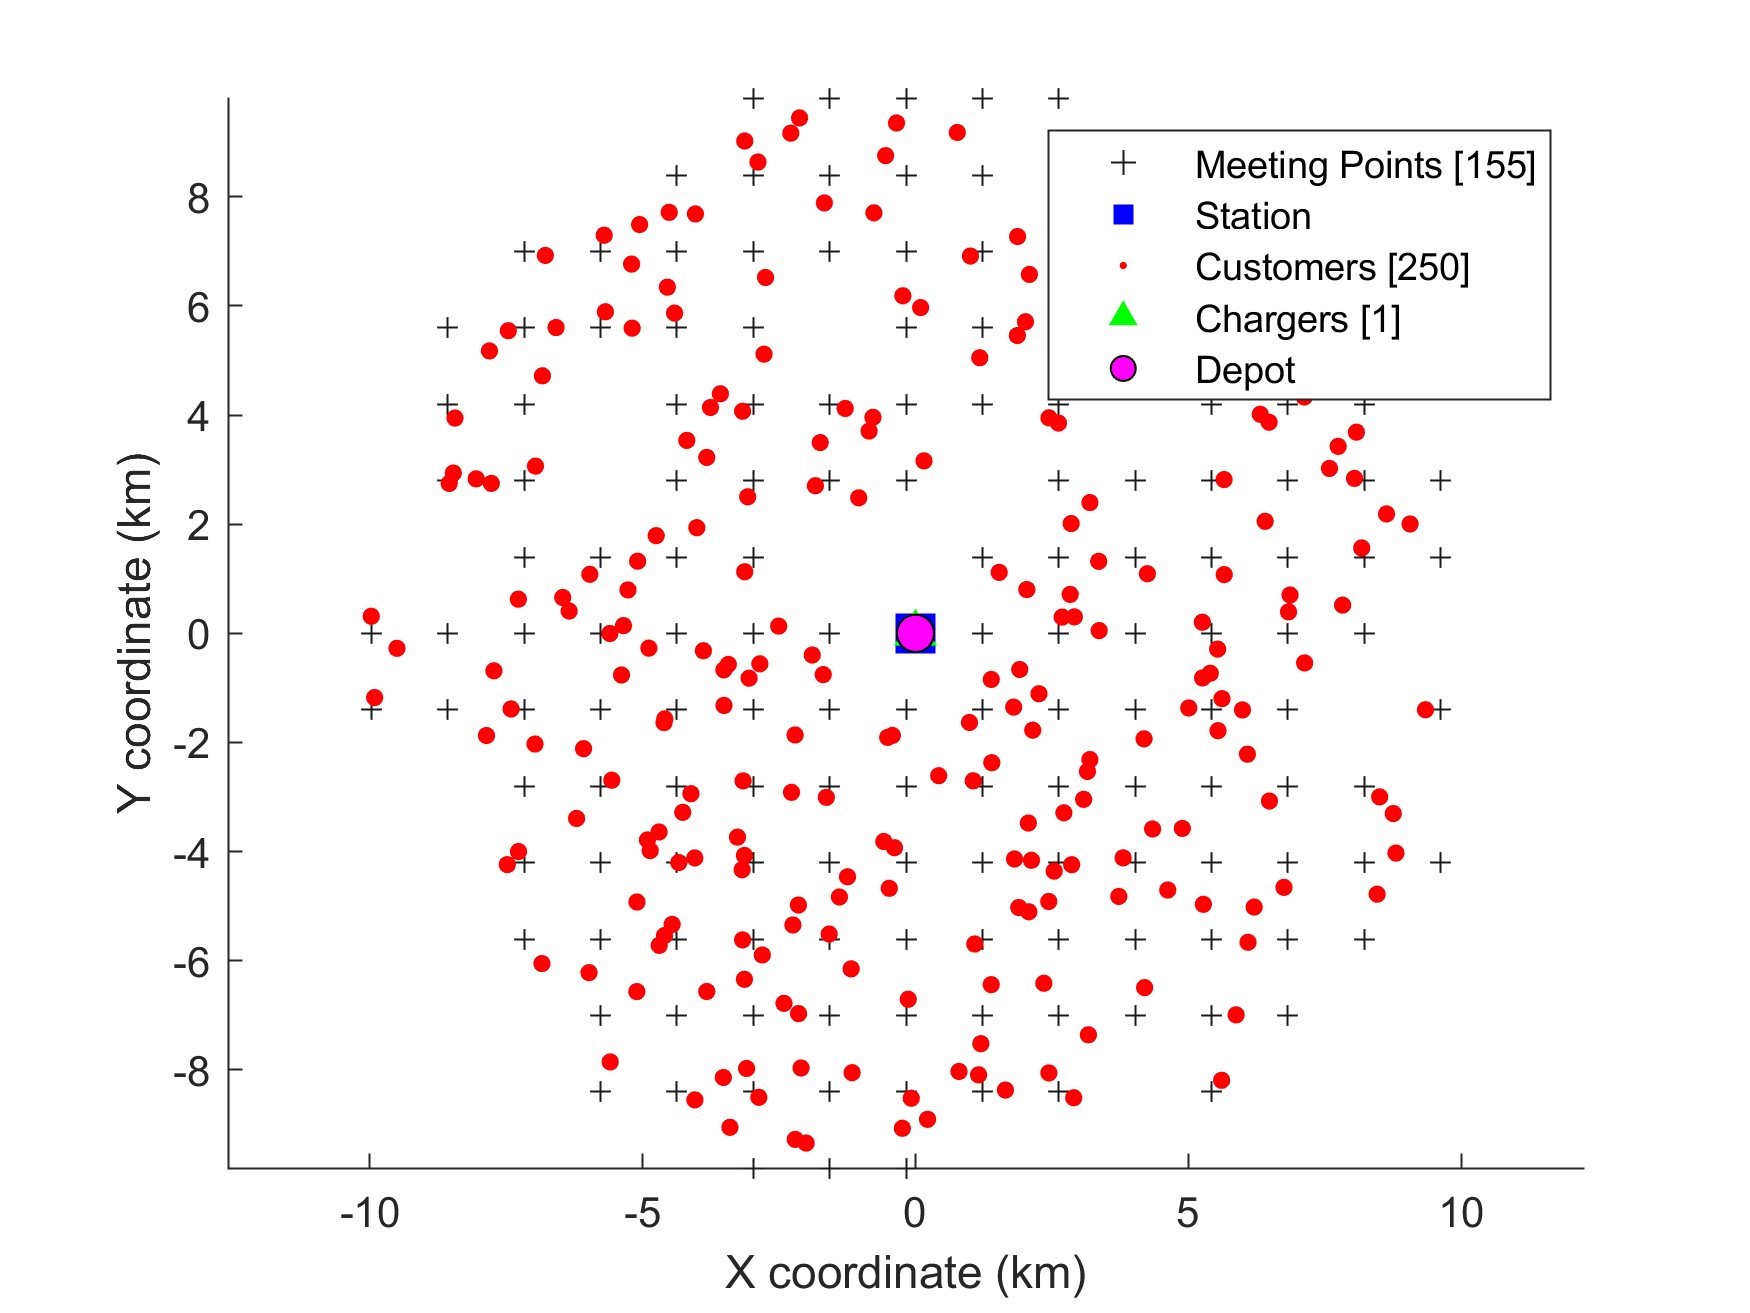 Meeting Points [155]
Station
Customers [250]
Chargers [1]
Depot
8
6
4
2
0
-2
-4
-6
-8
Y coordinate (km)
-10 -5 0 5 10
X coordinate (km)